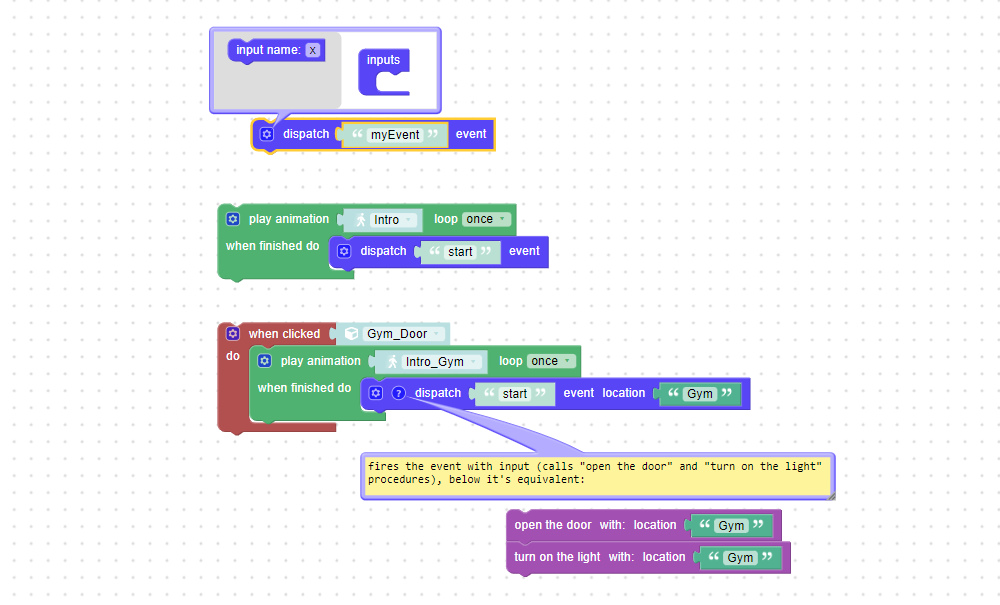 input name: x
inputs
dispatch “ myEvent ” event
play animation Intro loop once
when finished do dispatch “ start ” event
when clicked Gym_Door
do play animation Intro_Gym loop once
when finished do ? dispatch “ start ” event location “ Gym ”
fires the event with input (calls "open the door" and "turn on the light"
procedures), below it's equivalent:
open the door with: location “ Gym ”
turn on the light with: location “ Gym ”